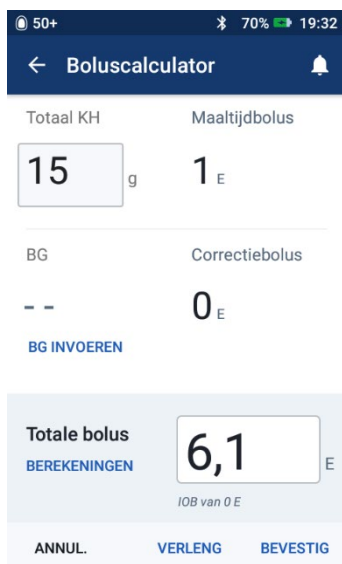 50+ 70% 19:32
Boluscalculator
Totaal KH Maaltijdbolus
15 g 1 E
BG Correctiebolus
-- 0 E
BG INVOEREN
Totale bolus
BEREKENINGEN
6,1 E
IOB van 0 E
ANNUL. VERLENG BEVESTIG